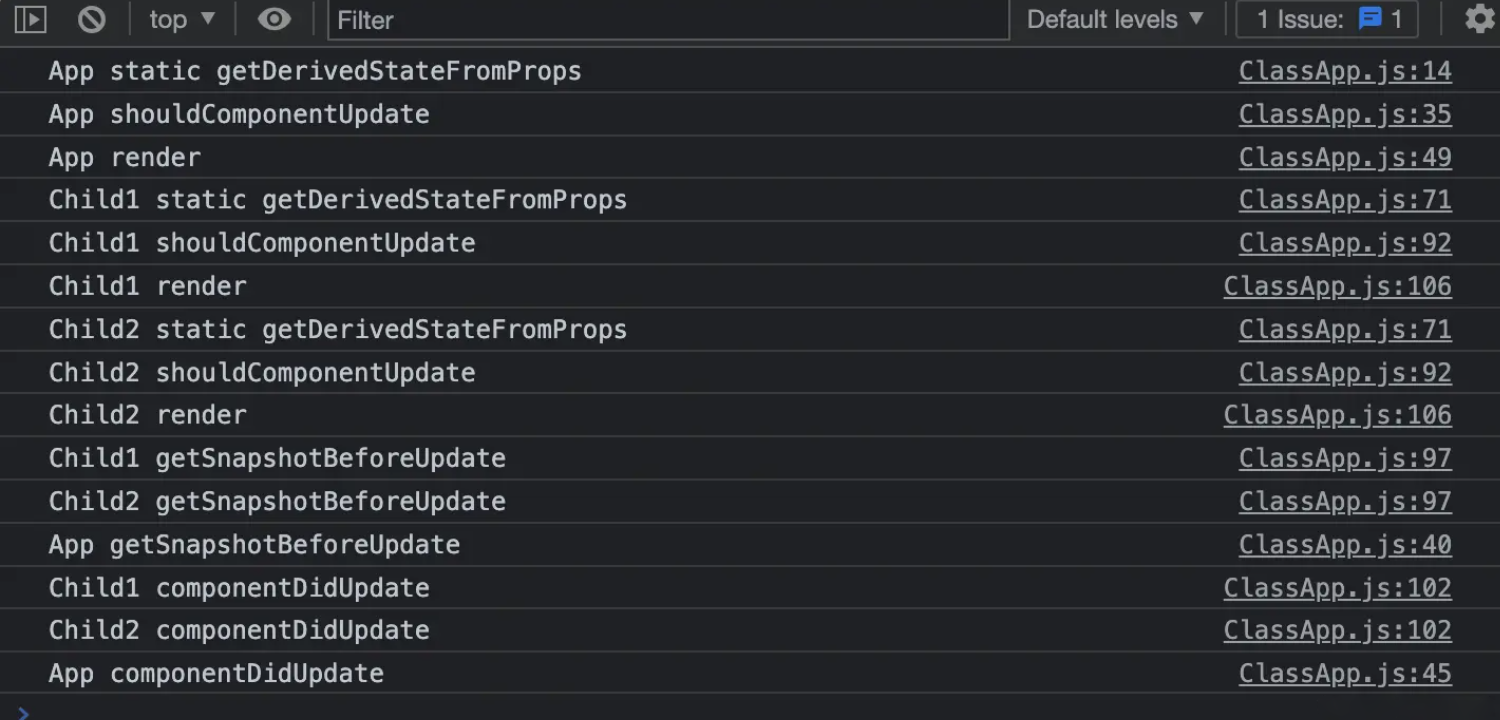 top ▼ Filter Default levels ▼ 1 Issue: 1
App static getDerivedStateFromProps ClassApp.js:14
App shouldComponentUpdate ClassApp.js:35
App render ClassApp.js:49
Child1 static getDerivedStateFromProps ClassApp.js:71
Child1 shouldComponentUpdate ClassApp.js:92
Child1 render ClassApp.js:106
Child2 static getDerivedStateFromProps ClassApp.js:71
Child2 shouldComponentUpdate ClassApp.js:92
Child2 render ClassApp.js:106
Child1 getSnapshotBeforeUpdate ClassApp.js:97
Child2 getSnapshotBeforeUpdate ClassApp.js:97
App getSnapshotBeforeUpdate ClassApp.js:40
Child1 componentDidUpdate ClassApp.js:102
Child2 componentDidUpdate ClassApp.js:102
App componentDidUpdate ClassApp.js:45